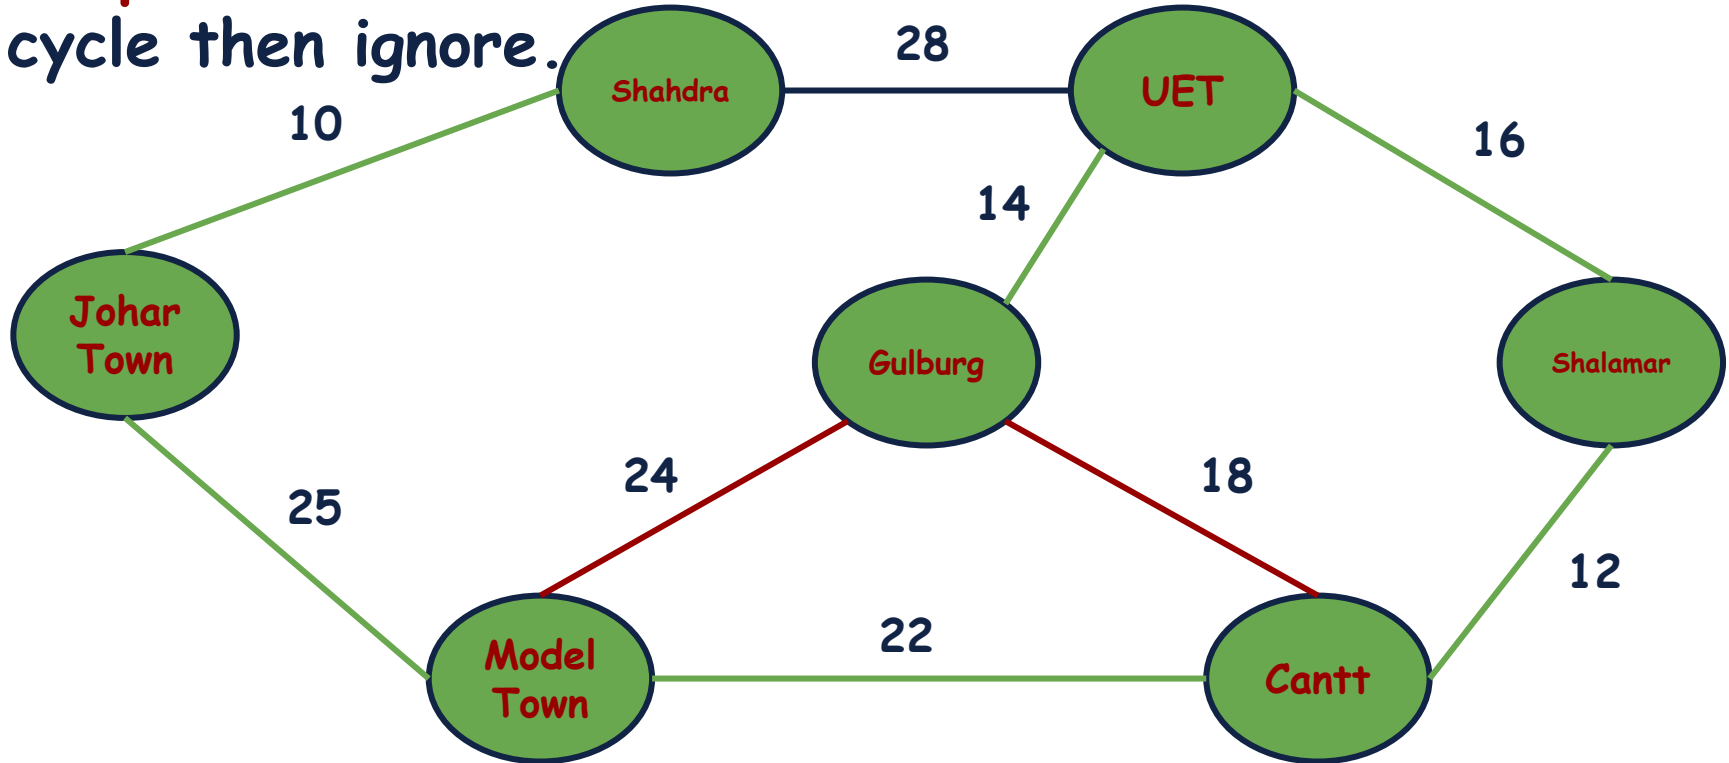 cycle then ignore.
28
Shahdra
UET
10
16
14
Johar
Town
Gulburg
Shalamar
24
18
25
12
22
Model
Town
Cantt